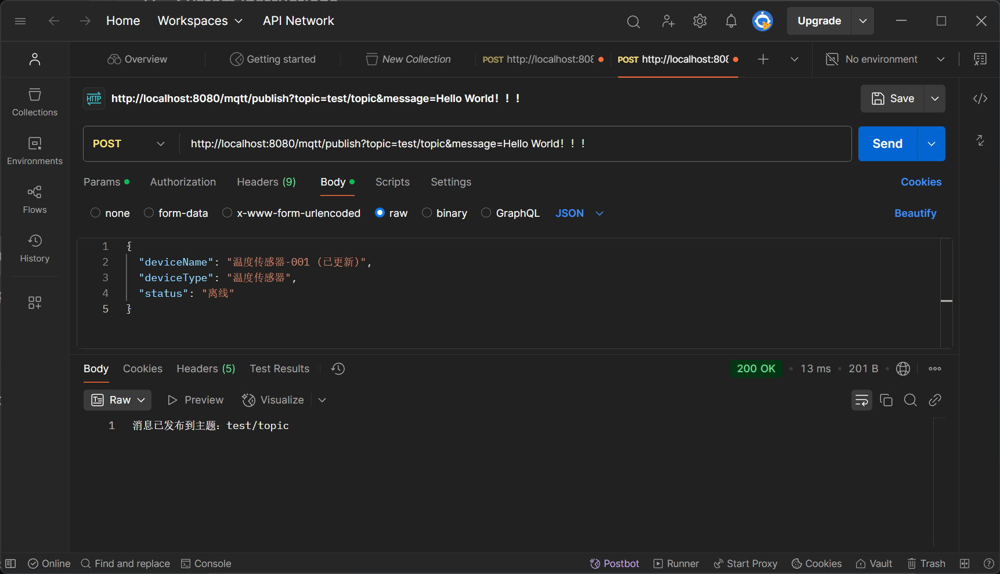 Home Workspaces API Network Upgrade
Overview Getting started New Collection POST http://localhost:808 POST http://localhost:808 No environment
HTTP http://localhost:8080/mqtt/publish?topic=test/topic&message=Hello World！！！ Save
Collections
POST http://localhost:8080/mqtt/publish?topic=test/topic&message=Hello World！！！ Send
Environments
Params Authorization Headers (9) Body Scripts Settings Cookies
Flows
none form-data x-www-form-urlencoded raw binary GraphQL JSON Beautify
History
1 {
2 "deviceName": "温度传感器-001 (已更新)",
3 "deviceType": "温度传感器",
4 "status": "离线"
5 }
Body Cookies Headers (5) Test Results 200 OK 13 ms 201 B
Raw Preview Visualize
1 消息已发布到主题：test/topic
Online Find and replace Console Postbot Runner Start Proxy Cookies Vault Trash